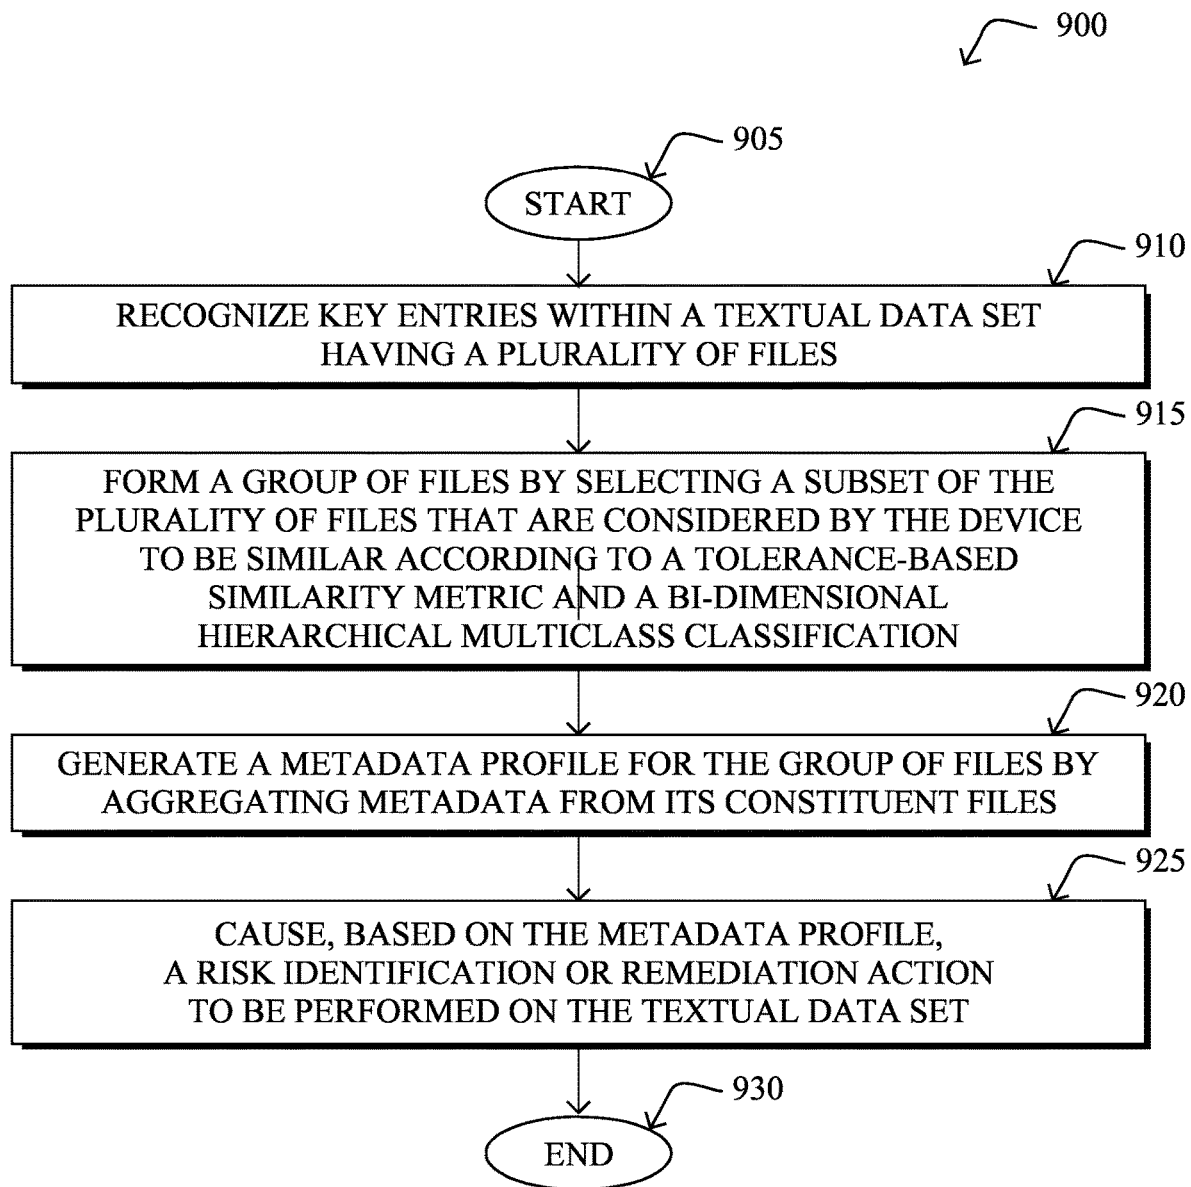 900
905
START
910
RECOGNIZE KEY ENTRIES WITHIN A TEXTUAL DATA SET
HAVING A PLURALITY OF FILES
915
FORM A GROUP OF FILES BY SELECTING A SUBSET OF THE
PLURALITY OF FILES THAT ARE CONSIDERED BY THE DEVICE
TO BE SIMILAR ACCORDING TO A TOLERANCE-BASED
SIMILARITY METRIC AND A BI-DIMENSIONAL
HIERARCHICAL MULTICLASS CLASSIFICATION
920
GENERATE A METADATA PROFILE FOR THE GROUP OF FILES BY
AGGREGATING METADATA FROM ITS CONSTITUENT FILES
925
CAUSE, BASED ON THE METADATA PROFILE,
A RISK IDENTIFICATION OR REMEDIATION ACTION
TO BE PERFORMED ON THE TEXTUAL DATA SET
930
END